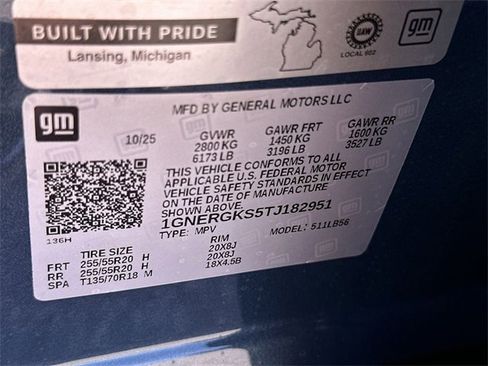 BUILT WITH PRIDE
Lansing, Michigan
UAW
LOCAL 602
gm
gm
MFD BY GENERAL MOTORS LLC
10/25 GVWR GAWR FRT GAWR RR
2800 KG 1450 KG 1600 KG
6173 LB 3196 LB 3527 LB
THIS VEHICLE CONFORMS TO ALL
APPLICABLE U.S. FEDERAL MOTOR
VEHICLE SAFETY STANDARDS IN EFFECT
ON THE DATE OF MANUFACTURE
SHOWN ABOVE.
1GNERGKS5TJ182951
136H
TYPE: MPV MODEL: 511LB56
TIRE SIZE RIM
FRT 255/55R20 H 20X8J
RR 255/55R20 H 20X8J
SPA T135/70R18 M 18X4.5B